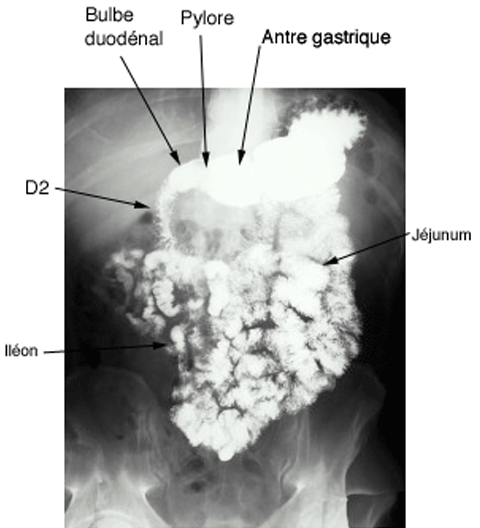 Bulbe
duodénal
Pylore
Antre gastrique
D2
Jéjunum
Iléon